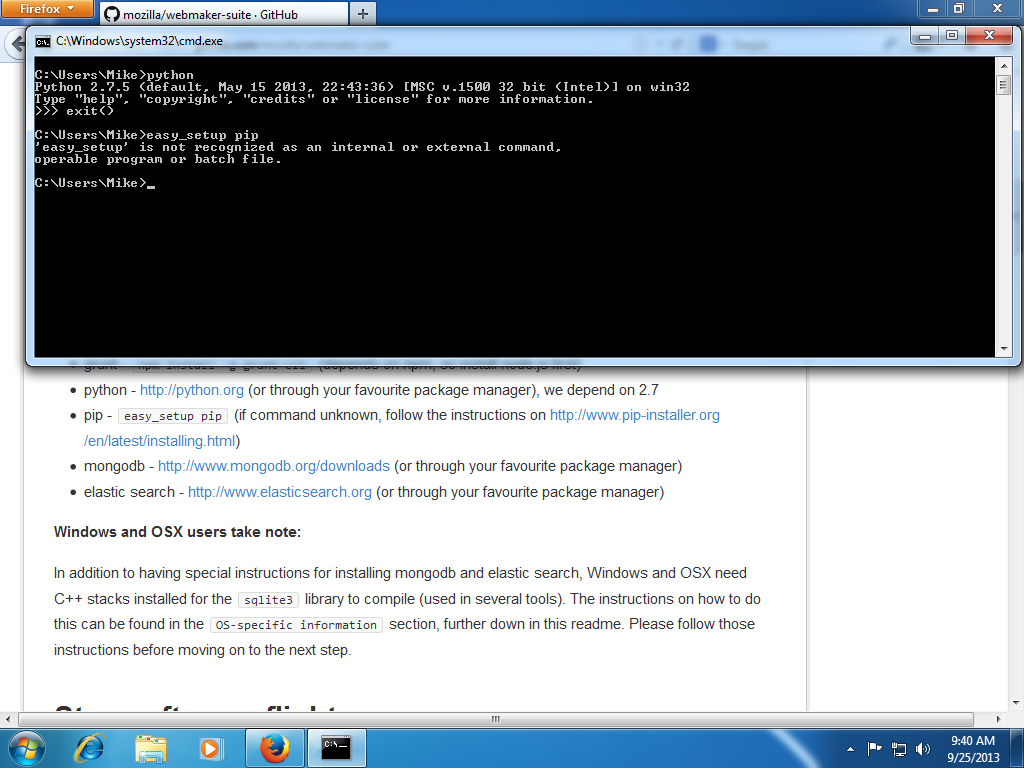 Firefox
mozilla/webmaker-suite · GitHub
C:\Windows\system32\cmd.exe
C:\Users\Mike>python
Python 2.7.5 (default, May 15 2013, 22:43:36) [MSC v.1500 32 bit (Intel)] on win32
Type "help", "copyright", "credits" or "license" for more information.
>>> exit()
C:\Users\Mike>easy_setup pip
'easy_setup' is not recognized as an internal or external command,
operable program or batch file.
C:\Users\Mike>_
python - http://python.org (or through your favourite package manager), we depend on 2.7
pip - easy_setup pip (if command unknown, follow the instructions on http://www.pip-installer.org
/en/latest/installing.html)
mongodb - http://www.mongodb.org/downloads (or through your favourite package manager)
elastic search - http://www.elasticsearch.org (or through your favourite package manager)
Windows and OSX users take note:
In addition to having special instructions for installing mongodb and elastic search, Windows and OSX need
C++ stacks installed for the sqlite3 library to compile (used in several tools). The instructions on how to do
this can be found in the OS-specific information section, further down in this readme. Please follow those
instructions before moving on to the next step.
9:40 AM
9/25/2013